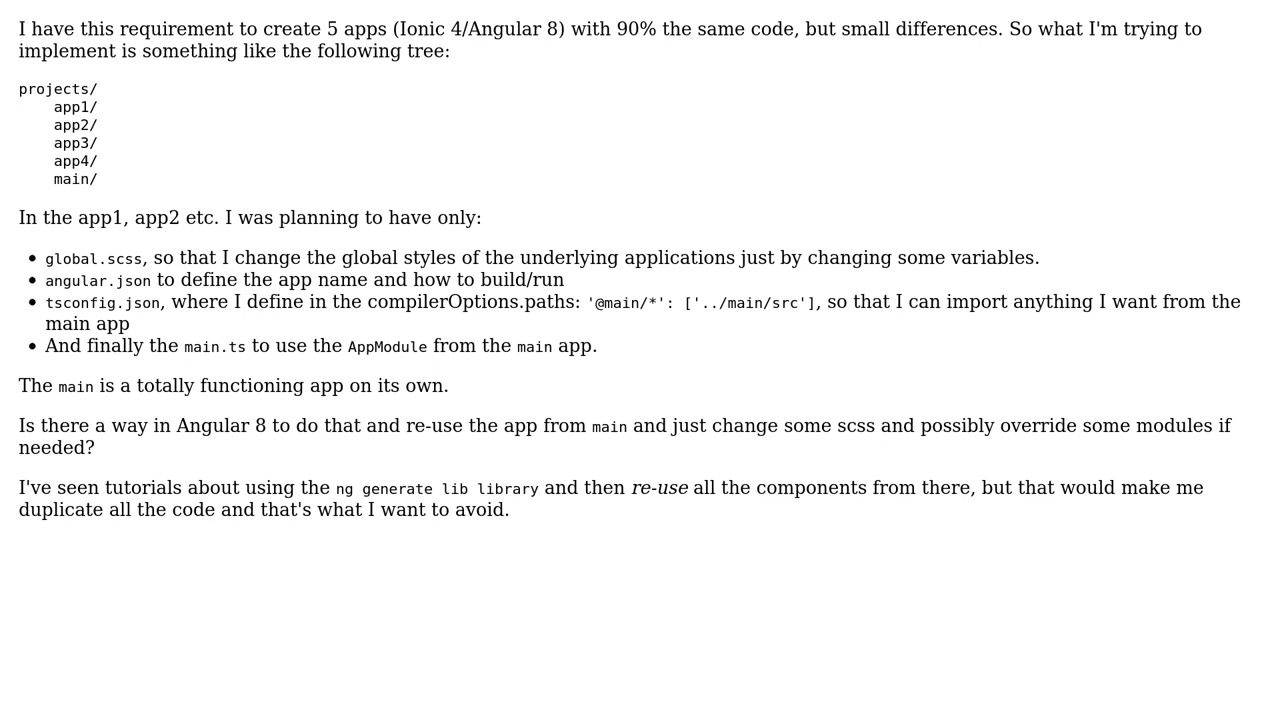 I have this requirement to create 5 apps (Ionic 4/Angular 8) with 90% the same code, but small differences. So what I'm trying to
implement is something like the following tree:
projects/
    app1/
    app2/
    app3/
    app4/
    main/
In the app1, app2 etc. I was planning to have only:
• global.scss, so that I change the global styles of the underlying applications just by changing some variables.
• angular.json to define the app name and how to build/run
• tsconfig.json, where I define in the compilerOptions.paths: '@main/*': ['../main/src'], so that I can import anything I want from the
main app
• And finally the main.ts to use the AppModule from the main app.
The main is a totally functioning app on its own.
Is there a way in Angular 8 to do that and re-use the app from main and just change some scss and possibly override some modules if
needed?
I've seen tutorials about using the ng generate lib library and then re-use all the components from there, but that would make me
duplicate all the code and that's what I want to avoid.